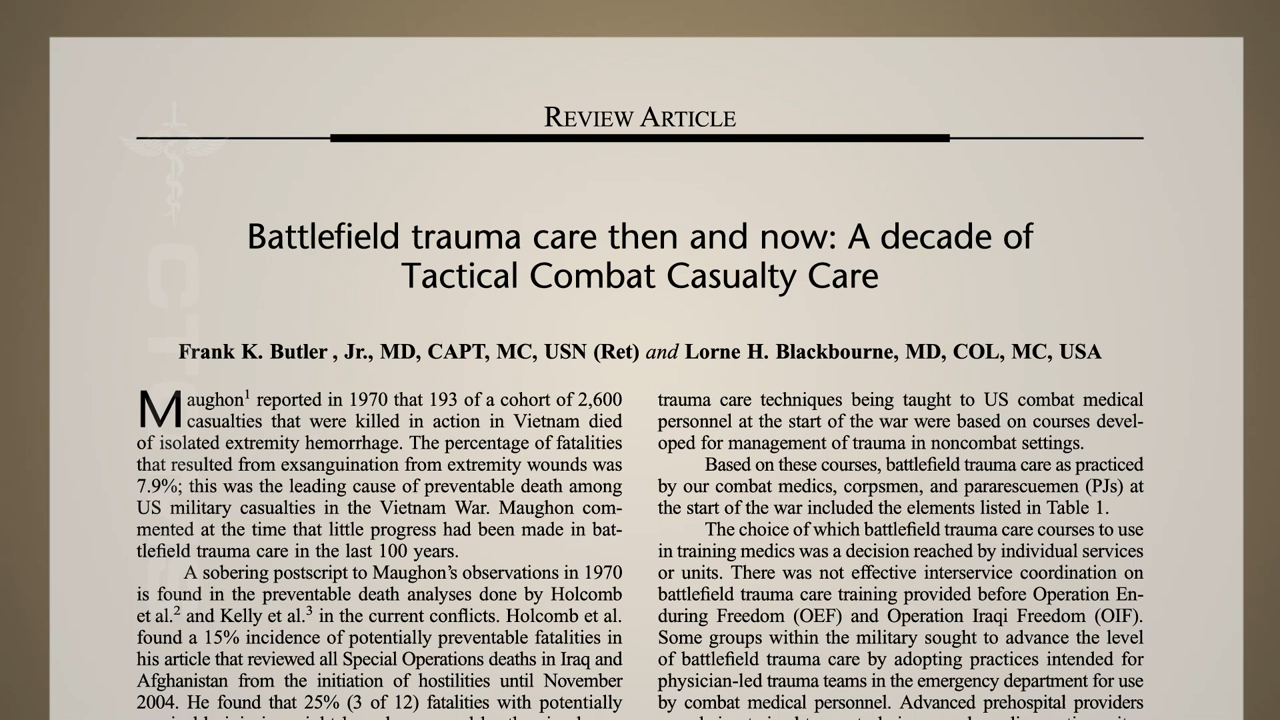 REVIEW ARTICLE
Battlefield trauma care then and now: A decade of
Tactical Combat Casualty Care
Frank K. Butler , Jr., MD, CAPT, MC, USN (Ret) and Lorne H. Blackbourne, MD, COL, MC, USA
Maughon1 reported in 1970 that 193 of a cohort of 2,600
casualties that were killed in action in Vietnam died
of isolated extremity hemorrhage. The percentage of fatalities
that resulted from exsanguination from extremity wounds was
7.9%; this was the leading cause of preventable death among
US military casualties in the Vietnam War. Maughon com-
mented at the time that little progress had been made in bat-
tlefield trauma care in the last 100 years.
A sobering postscript to Maughon's observations in 1970
is found in the preventable death analyses done by Holcomb
et al.2 and Kelly et al.3 in the current conflicts. Holcomb et al.
found a 15% incidence of potentially preventable fatalities in
his article that reviewed all Special Operations deaths in Iraq and
Afghanistan from the initiation of hostilities until November
2004. He found that 25% (3 of 12) fatalities with potentially
trauma care techniques being taught to US combat medical
personnel at the start of the war were based on courses devel-
oped for management of trauma in noncombat settings.
Based on these courses, battlefield trauma care as practiced
by our combat medics, corpsmen, and pararescuemen (PJs) at
the start of the war included the elements listed in Table 1.
The choice of which battlefield trauma care courses to use
in training medics was a decision reached by individual services
or units. There was not effective interservice coordination on
battlefield trauma care training provided before Operation En-
during Freedom (OEF) and Operation Iraqi Freedom (OIF).
Some groups within the military sought to advance the level
of battlefield trauma care by adopting practices intended for
physician-led trauma teams in the emergency department for use
by combat medical personnel. Advanced prehospital providers